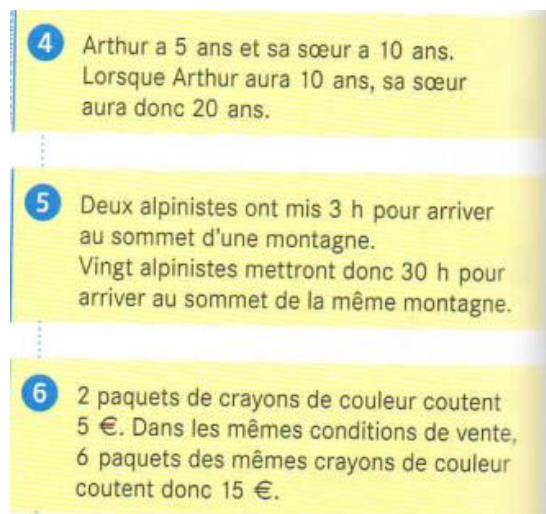 4 Arthur a 5 ans et sa sœur a 10 ans.
Lorsque Arthur aura 10 ans, sa sœur
aura donc 20 ans.
5 Deux alpinistes ont mis 3 h pour arriver
au sommet d'une montagne.
Vingt alpinistes mettront donc 30 h pour
arriver au sommet de la même montagne.
6 2 paquets de crayons de couleur coutent
5 €. Dans les mêmes conditions de vente,
6 paquets des mêmes crayons de couleur
coutent donc 15 €.